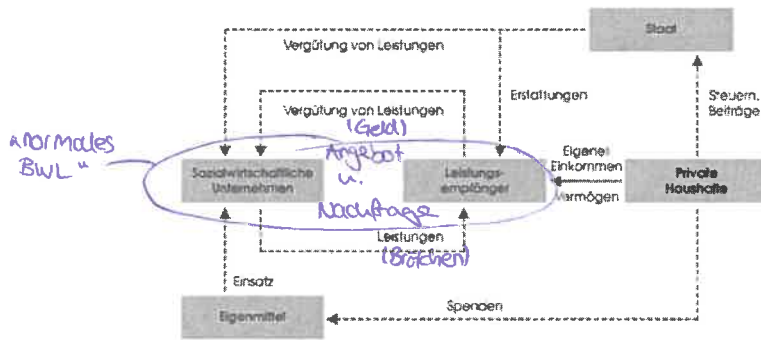 Staat
Vergütung von Leistungen
Vergütung von Leistungen
(Geld)
Erstattungen
Steuern,
Beiträge
"normales
BWL"
Angebot
u.
Nachfrage
Sozialwirtschaftliche
Unternehmen
Leistungs-
empfänger
Eigenes
Einkommen
Vermögen
Private
Haushalte
Leistungen
(Brötchen)
Einsatz
Eigenmittel
Spenden